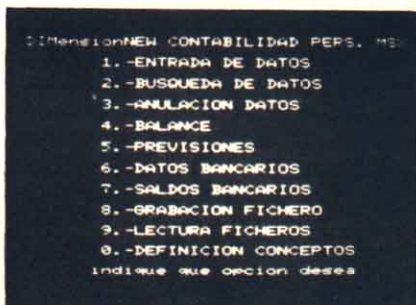 DIMensionNEW CONTABILIDAD PERS. MS
1.-ENTRADA DE DATOS
2.-BUSQUEDA DE DATOS
3.-ANULACION DATOS
4.-BALANCE
5.-PREVISIONES
6.-DATOS BANCARIOS
7.-SALDOS BANCARIOS
8.-GRABACION FICHERO
9.-LECTURA FICHEROS
0.-DEFINICION CONCEPTOS
indique que opcion desea